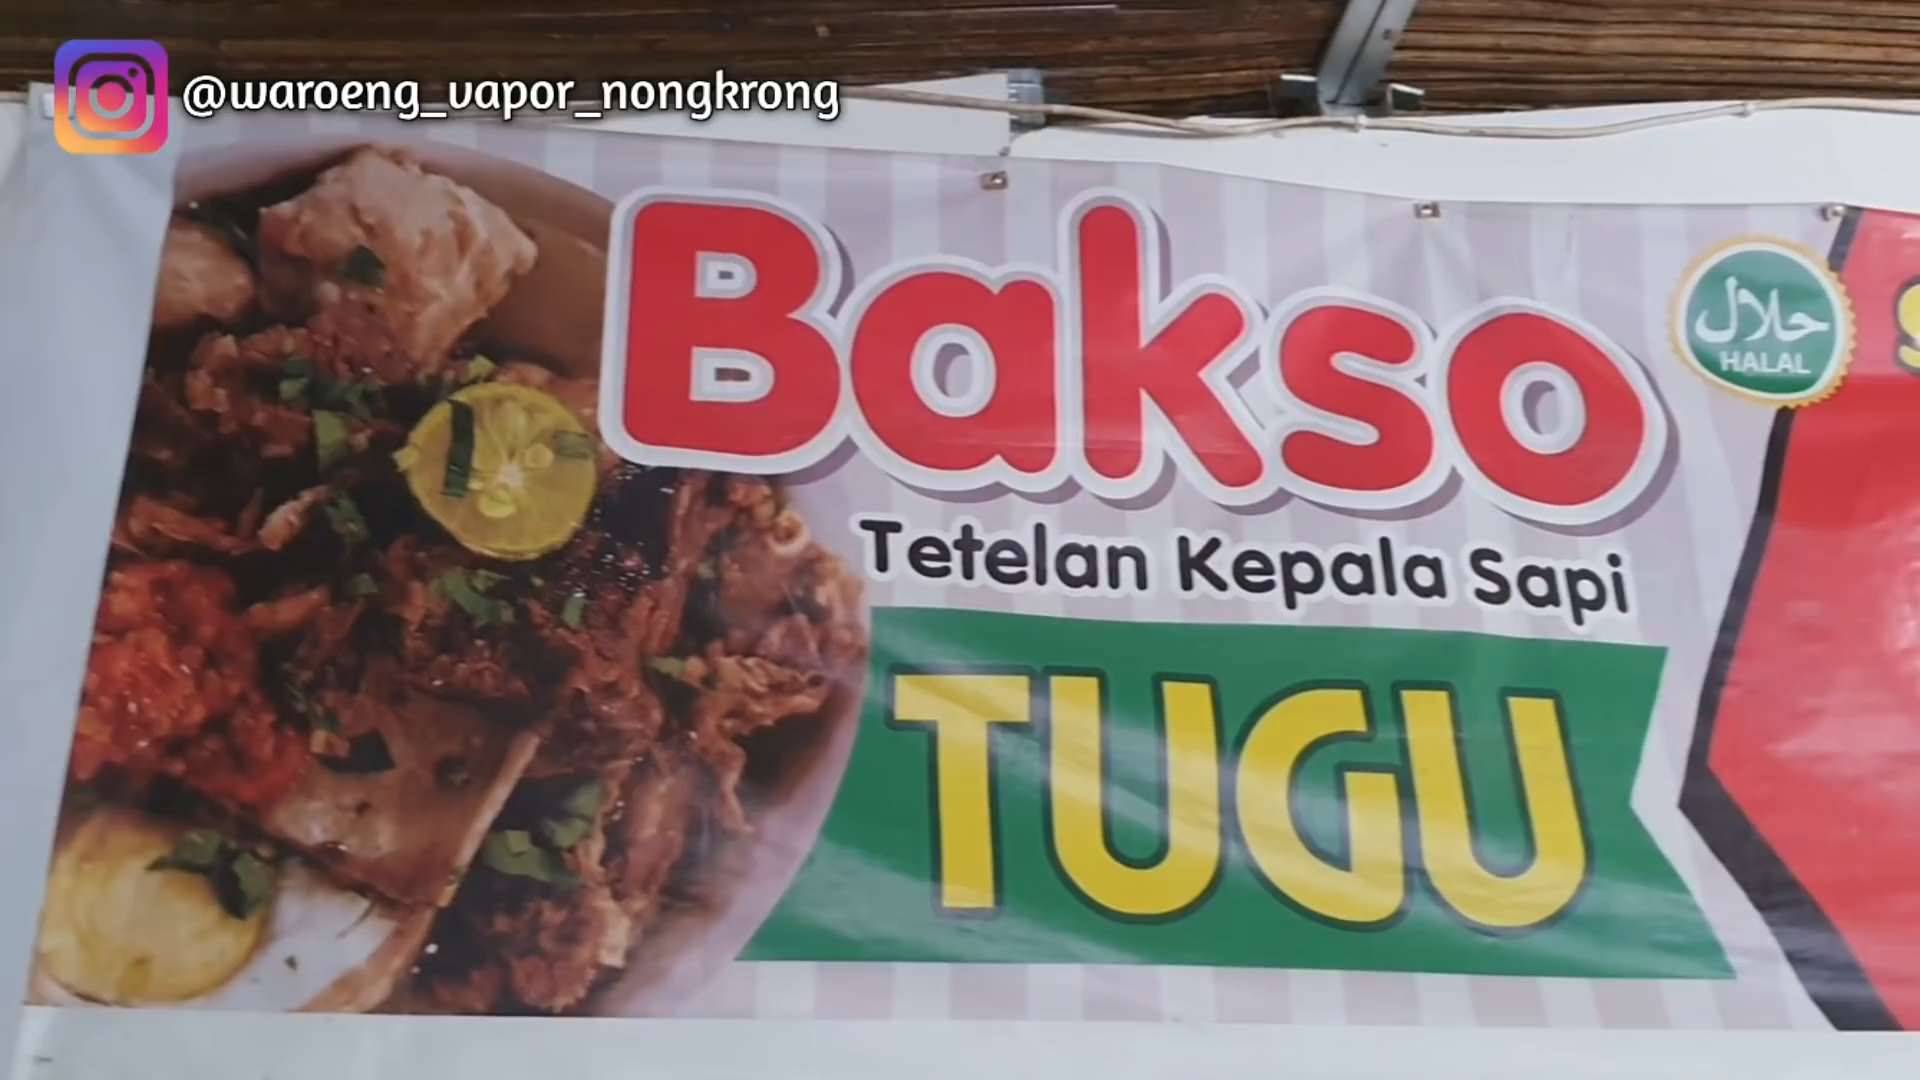 @waroeng_vapor_nongkrong
Bakso
حلال
HALAL
Tetelan Kepala Sapi
TUGU